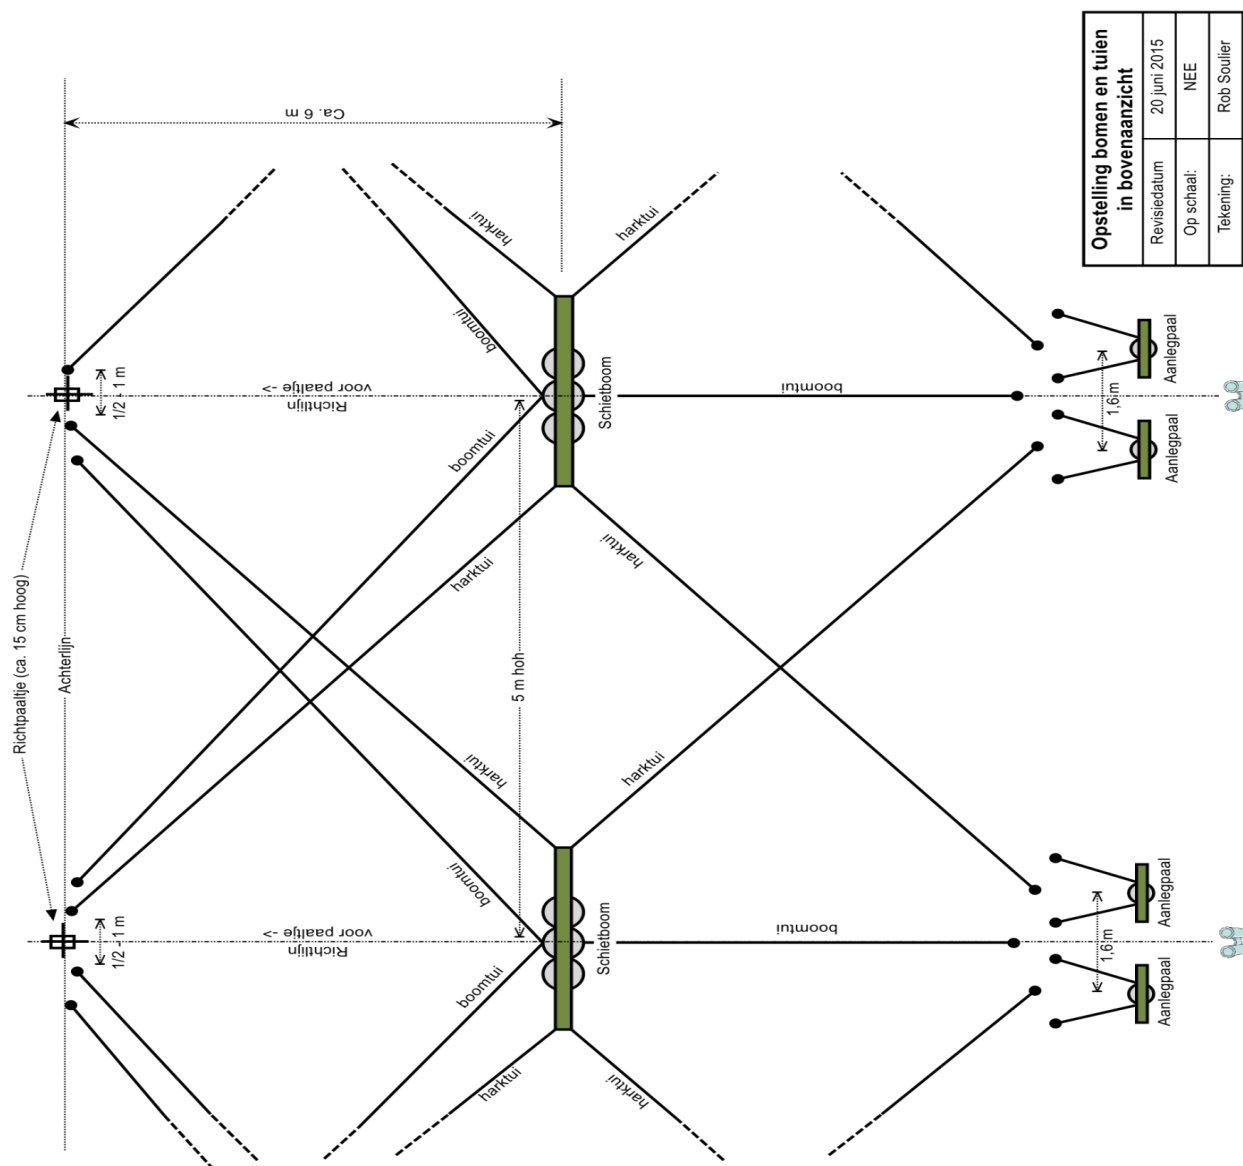 Opstelling bomen en tuien
in bovenaanzicht
Revisiedatum 20 juni 2015
Op schaal: NEE
Tekening: Rob Soulier
Ca. 6 m
Richtpaaltje (ca. 15 cm hoog)
Achterlijn
1/2 - 1 m
1/2 - 1 m
Richtlijn
voor paaltje ->
Richtlijn
voor paaltje ->
harktui
boomtui
harktui
boomtui
harktui
harktui
boomtui
boomtui
harktui
Schietboom
Schietboom
5 m hoh
harktui
harktui
harktui
boomtui
boomtui
1,6 m
1,6 m
Aanlegpaal
Aanlegpaal
Aanlegpaal
Aanlegpaal